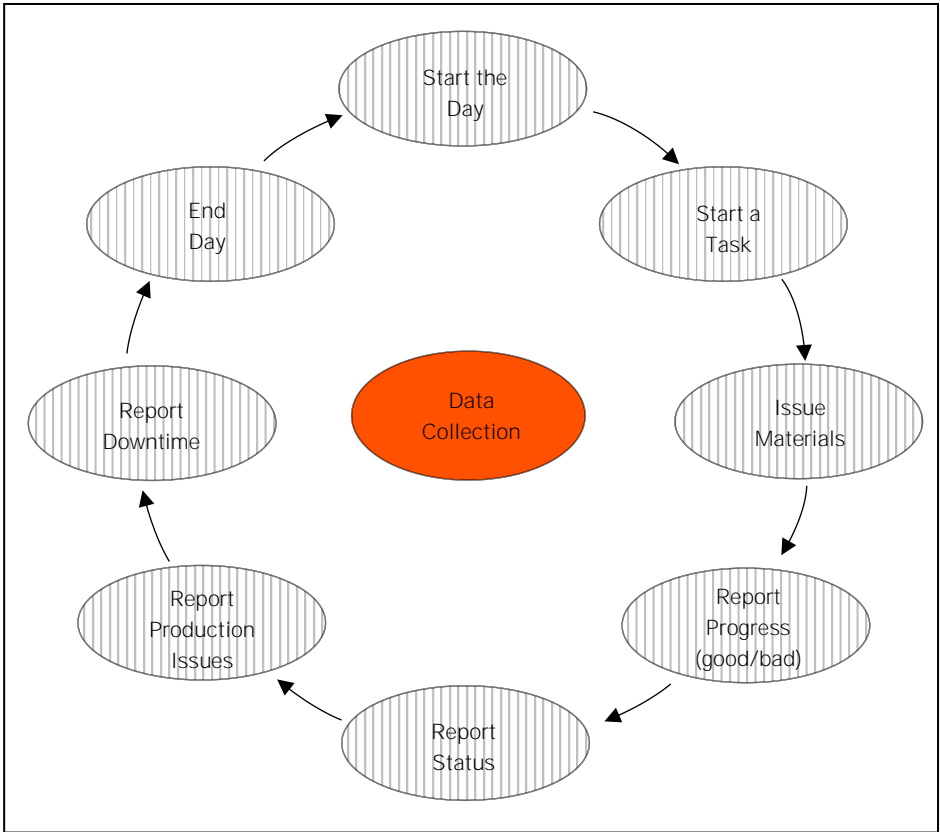 Start the
Day
Start a
Task
Issue
Materials
Report
Progress
(good/bad)
Report
Status
Report
Production
Issues
Report
Downtime
End
Day
Data
Collection